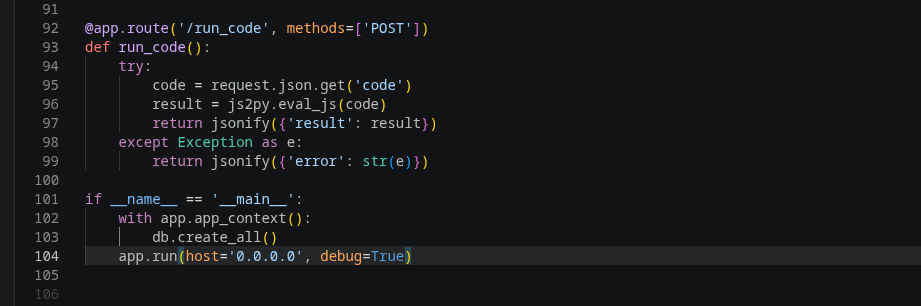 91
92 @app.route('/run_code', methods=['POST'])
93 def run_code():
94     try:
95         code = request.json.get('code')
96         result = js2py.eval_js(code)
97         return jsonify({'result': result})
98     except Exception as e:
99         return jsonify({'error': str(e)})
100
101 if __name__ == '__main__':
102     with app.app_context():
103         db.create_all()
104     app.run(host='0.0.0.0', debug=True)
105
106